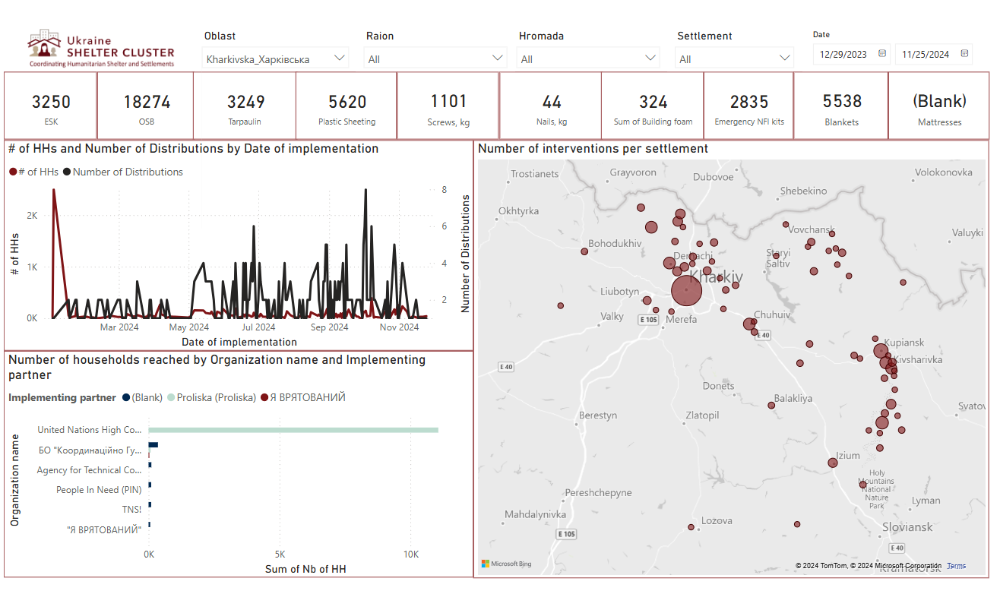 Ukraine
SHELTER CLUSTER
Coordinating Humanitarian Shelter and Settlements
Oblast
Kharkivska_Харківська
Raion
All
Hromada
All
Settlement
All
Date
12/29/2023
11/25/2024
3250
ESK
18274
OSB
3249
Tarpaulin
5620
Plastic Sheeting
1101
Screws, kg
44
Nails, kg
324
Sum of Building foam
2835
Emergency NFI kits
5538
Blankets
(Blank)
Mattresses
# of HHs and Number of Distributions by Date of implementation
# of HHs
Number of Distributions
# of HHs
2K
1K
0K
8
6
4
2
Number of Distributions
Mar 2024
May 2024
Jul 2024
Sep 2024
Nov 2024
Date of implementation
Number of households reached by Organization name and Implementing
partner
Implementing partner
(Blank)
Proliska (Proliska)
Я ВРЯТОВАНИЙ
Organization name
United Nations High Co...
БО "Координаційно Гу...
Agency for Technical Co...
People In Need (PIN)
TNS!
"Я ВРЯТОВАНИЙ"
0K
5K
10K
Sum of Nb of HH
Number of interventions per settlement
Trostianets
Grayvoron
Dubovoe
Volokonovka
Shebekino
Okhtyrka
Vovchansk
Valuyki
Bohodukhiv
Derhachi
Staryi
Saltiv
Kharkiv
Liubotyn
Valky
E 105
Merefa
Chuhuiv
E 40
Kupiansk
Kivsharivka
E 40
Donets
Balakliya
Svatov
Berestyn
Zlatopil
Izium
Holy
Mountains
National
Nature
Park
Pereshchepyne
Lyman
Mahdalynivka
Lozova
Sloviansk
E 105
E 40
Kramatorsk
Microsoft Bing
© 2024 TomTom, © 2024 Microsoft Corporation Terms